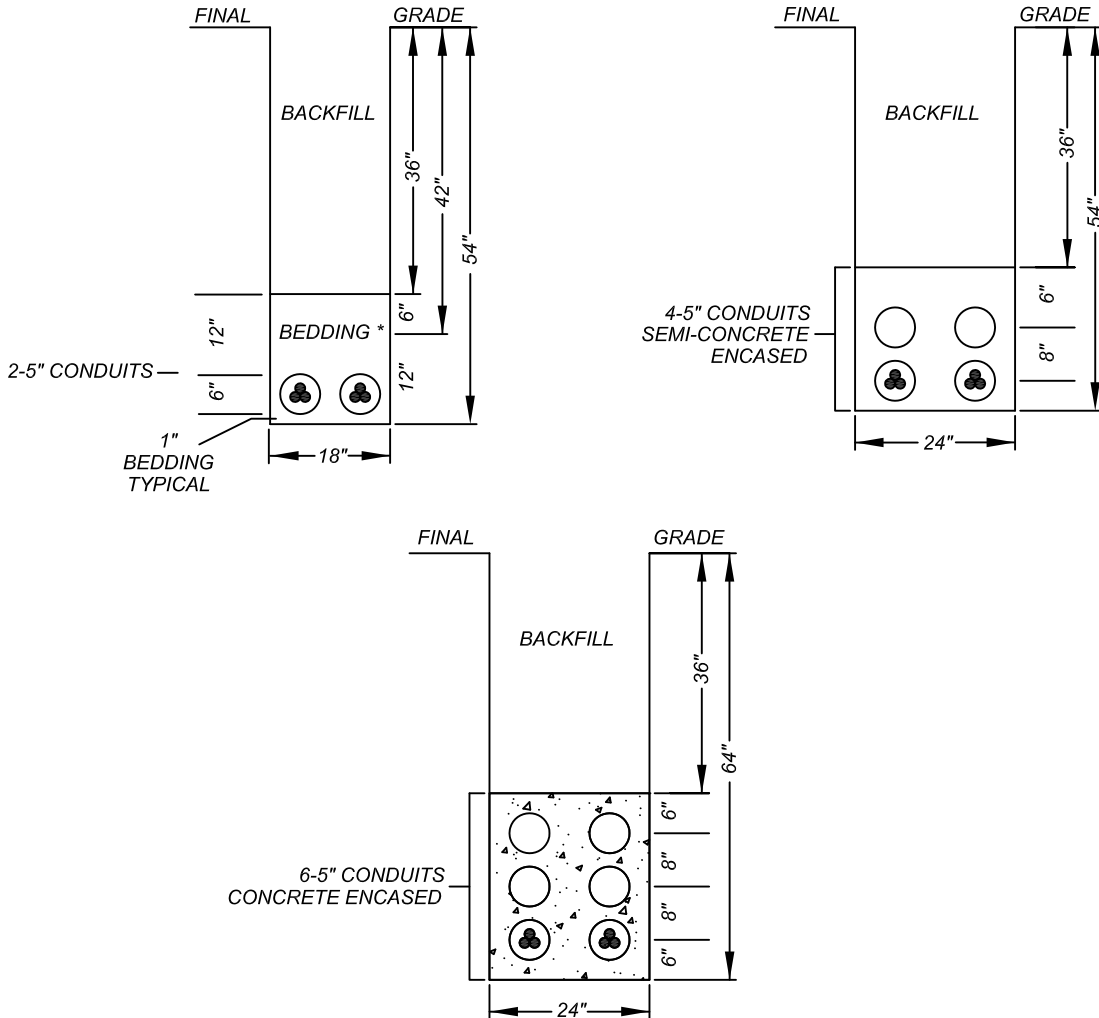 FINAL GRADE
BACKFILL
36"
42"
54"
12"
6"
BEDDING *
2-5" CONDUITS
6"
12"
1"
BEDDING
TYPICAL
18"
FINAL GRADE
BACKFILL
36"
54"
4-5" CONDUITS
SEMI-CONCRETE
ENCASED
6"
8"
24"
FINAL GRADE
BACKFILL
36"
64"
6-5" CONDUITS
CONCRETE ENCASED
6"
8"
8"
6"
24"